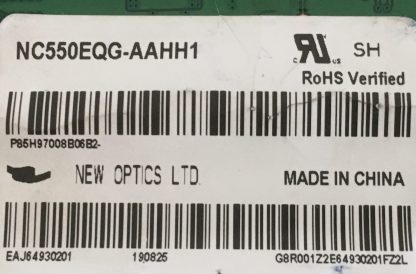 NC550EQG-AAHH1
SH
RoHS Verified
P85H97008B06B2-
NEW OPTICS LTD.
MADE IN CHINA
EAJ64930201
190825
G8R001Z2E64930201FZ2L